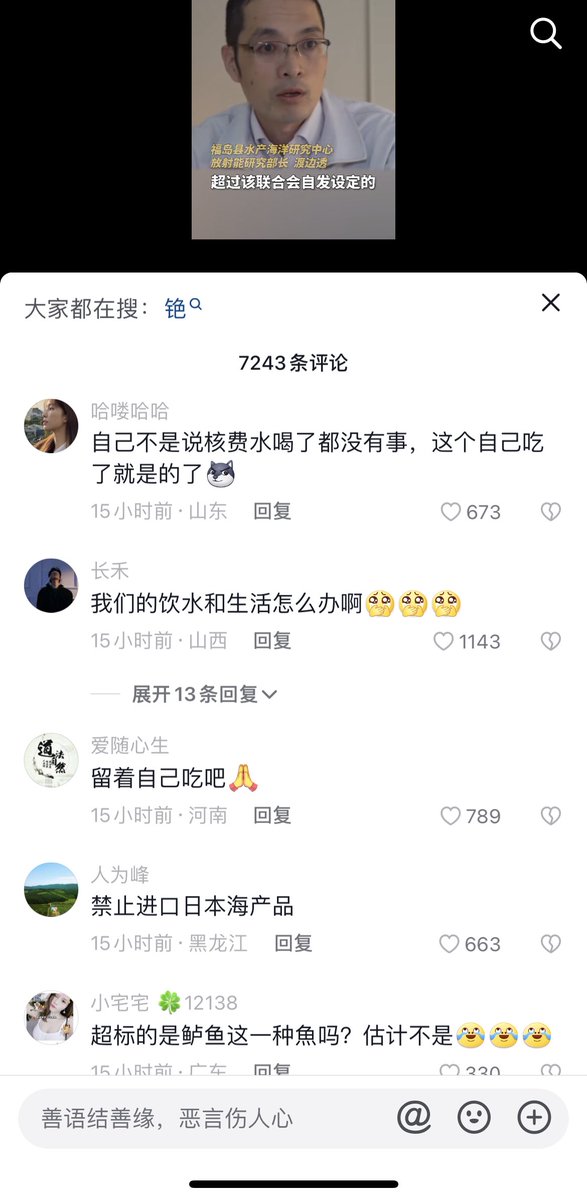 福岛县水产海洋研究中心
放射能研究部长 渡边透
超过该联合会自发设定的
大家都在搜：铯
7243条评论
哈喽哈哈
自己不是说核费水喝了都没有事，这个自己吃
了就是的了
15小时前·山东 回复 673
长禾
我们的饮水和生活怎么办啊
15小时前·山西 回复 1143
展开13条回复
爱随心生
留着自己吃吧
15小时前·河南 回复 789
人为峰
禁止进口日本海产品
15小时前·黑龙江 回复 663
小宅宅 🍀12138
超标的是鲈鱼这一种魚吗？估计不是
15小时前·广东 回复 330
善语结善缘，恶言伤人心